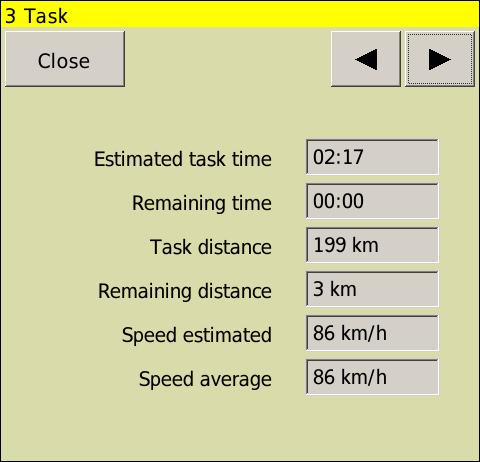 3 Task
Close
Estimated task time 02:17
Remaining time 00:00
Task distance 199 km
Remaining distance 3 km
Speed estimated 86 km/h
Speed average 86 km/h